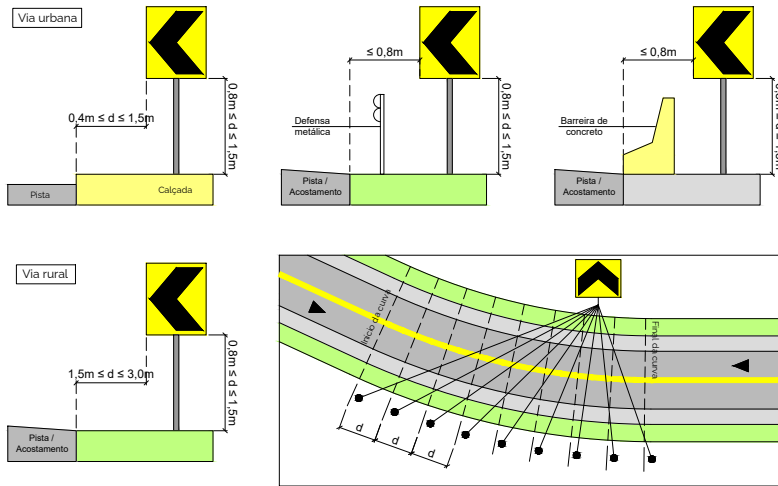 Via urbana
0,4m ≤ d ≤ 1,5m
0,8m ≤ d ≤ 1,5m
Pista
Calçada
≤ 0,8m
Defensa
metálica
0,8m ≤ d ≤ 1,5m
Pista /
Acostamento
≤ 0,8m
Barreira de
concreto
Pista /
Acostamento
Via rural
1,5m ≤ d ≤ 3,0m
0,8m ≤ d ≤ 1,5m
Pista /
Acostamento
Início da curva
Final da curva
d
d
d